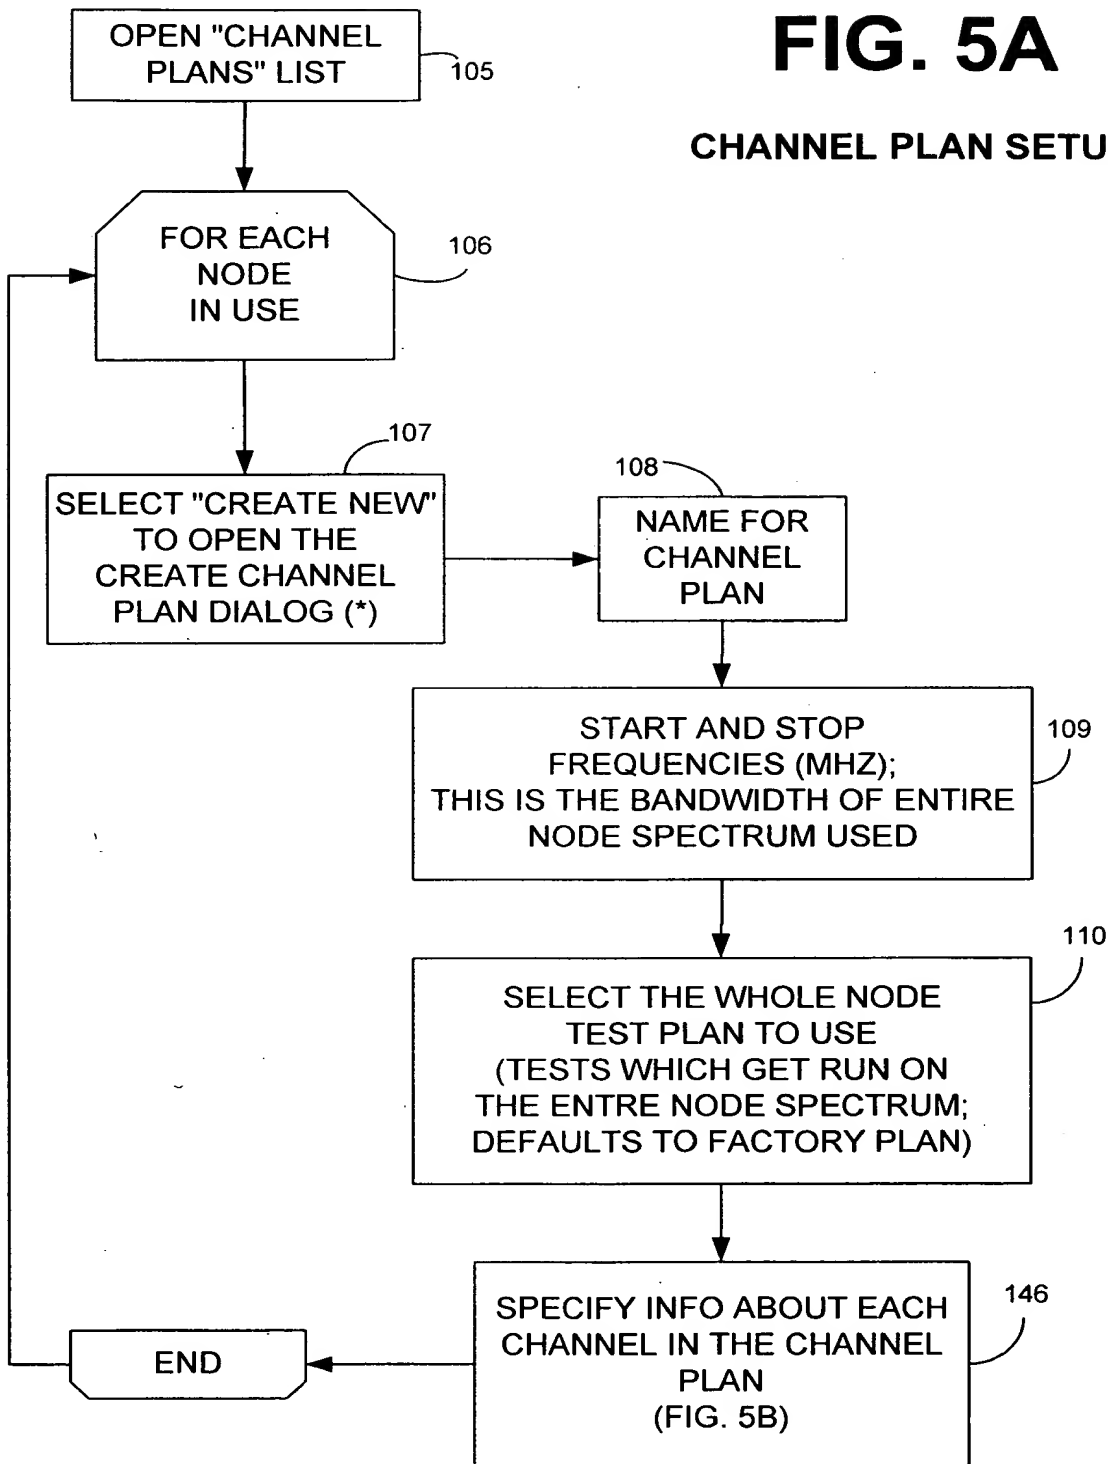 FIG. 5A
CHANNEL PLAN SETU
OPEN "CHANNEL
PLANS" LIST
105
FOR EACH
NODE
IN USE
106
107
SELECT "CREATE NEW"
TO OPEN THE
CREATE CHANNEL
PLAN DIALOG (*)
108
NAME FOR
CHANNEL
PLAN
START AND STOP
FREQUENCIES (MHZ);
THIS IS THE BANDWIDTH OF ENTIRE
NODE SPECTRUM USED
109
110
SELECT THE WHOLE NODE
TEST PLAN TO USE
(TESTS WHICH GET RUN ON
THE ENTRE NODE SPECTRUM;
DEFAULTS TO FACTORY PLAN)
SPECIFY INFO ABOUT EACH
CHANNEL IN THE CHANNEL
PLAN
(FIG. 5B)
146
END